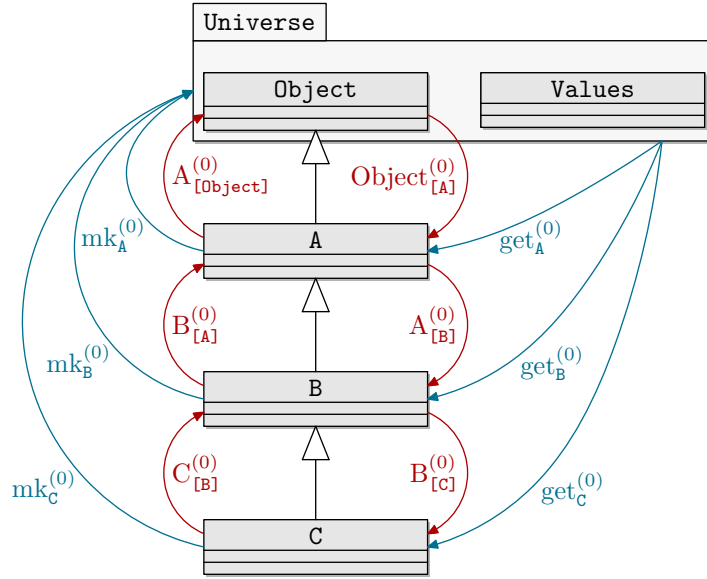 Universe
Object
Values
A^{(0)}_{[Object]}
Object^{(0)}_{[A]}
mk^{(0)}_{A}
A
get^{(0)}_{A}
B^{(0)}_{[A]}
A^{(0)}_{[B]}
mk^{(0)}_{B}
B
get^{(0)}_{B}
C^{(0)}_{[B]}
B^{(0)}_{[C]}
mk^{(0)}_{C}
get^{(0)}_{C}
C